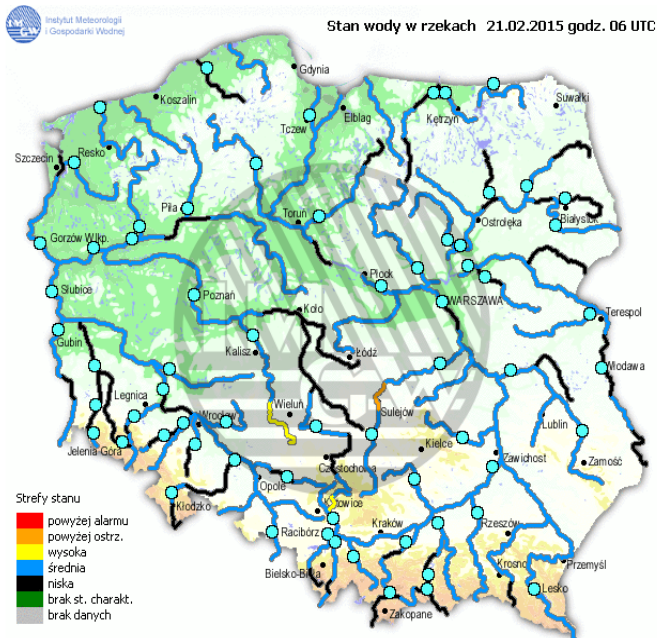 IMGW
Instytut Meteorologii
i Gospodarki Wodnej
Stan wody w rzekach 21.02.2015 godz. 06 UTC
Gdynia
Koszalin
Suwałki
Tczew
Elbląg
Kętrzyn
Resko
Szczecin
Piła
Toruń
Ostrołęka
Białystok
Gorzów Wlkp.
Płock
Słubice
Poznań
Koło
WARSZAWA
Terespol
Gubin
Kalisz
Łódź
Włodawa
Legnica
Wieluń
Sulejów
Wrocław
Lublin
Jelenia Góra
Kielce
Zawichost
Zamość
Częstochowa
Opole
Strefy stanu
Kłodzko
Katowice
powyżej alarmu
Racibórz
Kraków
Rzeszów
powyżej ostrz.
wysoka
średnia
Bielsko-Biała
Krosno
Przemyśl
niska
Lesko
brak st. charakt.
Zakopane
brak danych